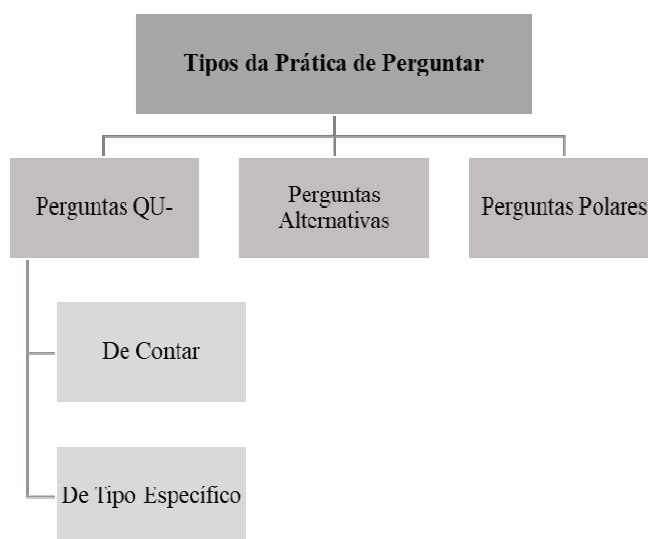 Tipos da Prática de Perguntar
Perguntas QU-
Perguntas
Alternativas
Perguntas Polares
De Contar
De Tipo Específico